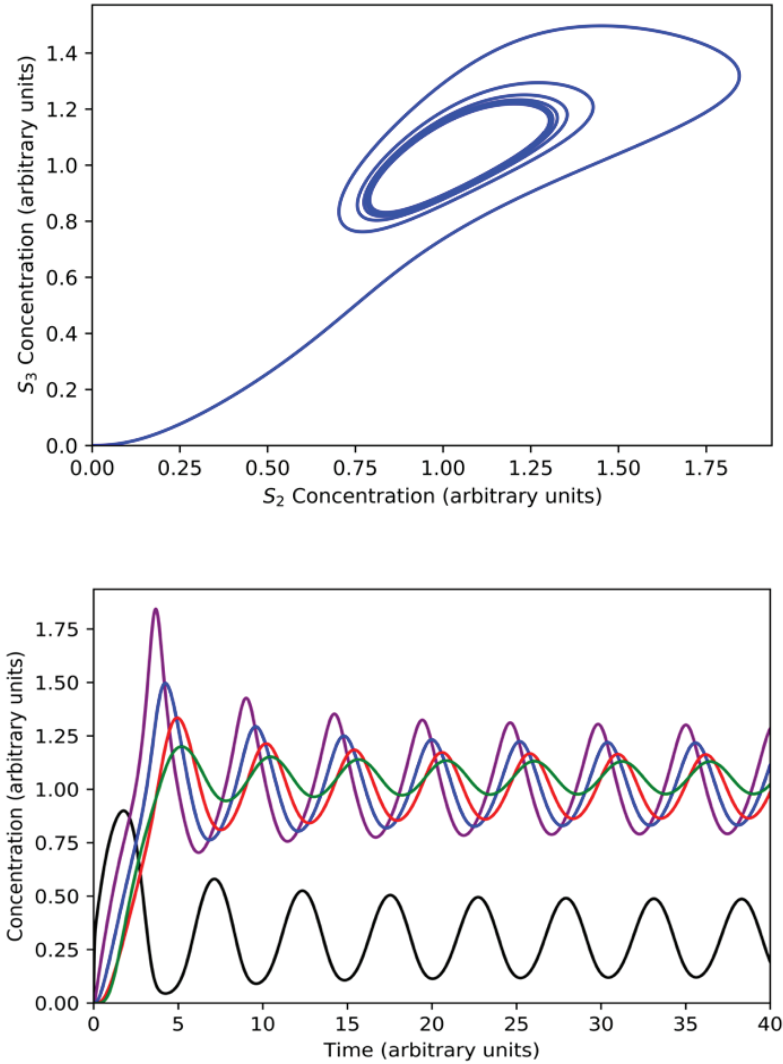 1.4
1.2
1.0
0.8
0.6
0.4
0.2
0.0
S₃ Concentration (arbitrary units)
0.00 0.25 0.50 0.75 1.00 1.25 1.50 1.75
S₂ Concentration (arbitrary units)
1.75
1.50
1.25
1.00
0.75
0.50
0.25
0.00
Concentration (arbitrary units)
0 5 10 15 20 25 30 35 40
Time (arbitrary units)